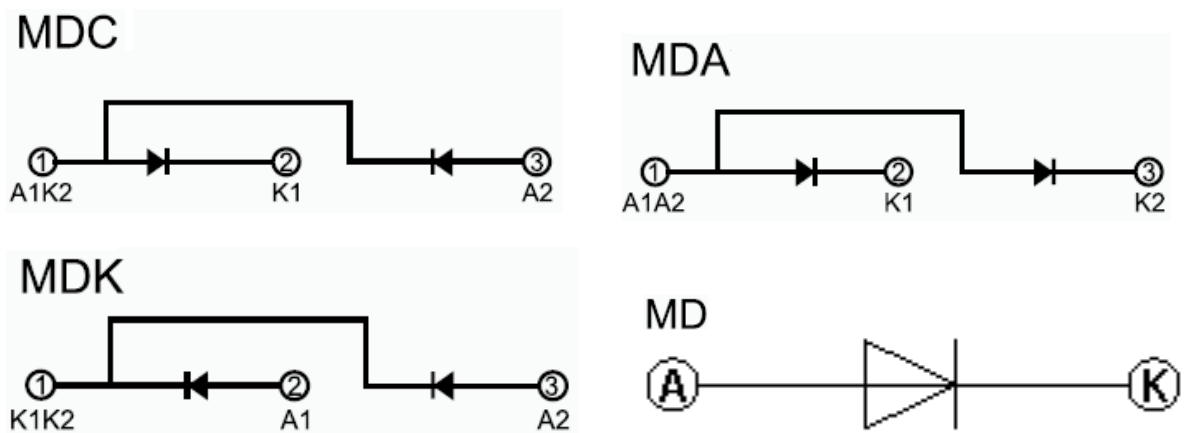 MDC
1 2 3
A1K2 K1 A2
MDA
1 2 3
A1A2 K1 K2
MDK
1 2 3
K1K2 A1 A2
MD
A K